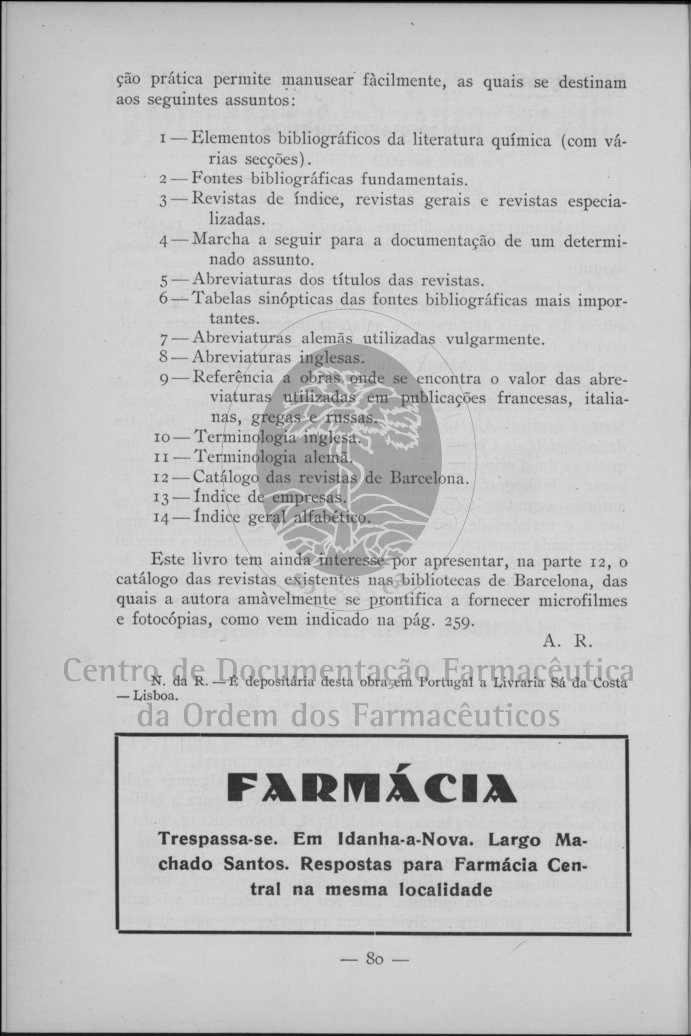 ção prática permite manusear fàcilmente, as quais se destinam
aos seguintes assuntos:
1 — Elementos bibliográficos da literatura química (com vá-
rias secções).
2 — Fontes bibliográficas fundamentais.
3 — Revistas de índice, revistas gerais e revistas especia-
lizadas.
4 — Marcha a seguir para a documentação de um determi-
nado assunto.
5 — Abreviaturas dos títulos das revistas.
6 — Tabelas sinópticas das fontes bibliográficas mais impor-
tantes.
7 — Abreviaturas alemãs utilizadas vulgarmente.
8 — Abreviaturas inglesas.
9 — Referência a obras onde se encontra o valor das abre-
viaturas utilizadas em publicações francesas, italia-
nas, gregas e russas.
10 — Terminologia inglesa.
11 — Terminologia alemã.
12 — Catálogo das revistas de Barcelona.
13 — Índice de empresas.
14 — Índice geral alfabético.
Este livro tem ainda interesse por apresentar, na parte 12, o
catálogo das revistas existentes nas bibliotecas de Barcelona, das
quais a autora amàvelmente se prontifica a fornecer microfilmes
e fotocópias, como vem indicado na pág. 259.
A. R.
Centro de Documentação Farmacêutica
N. da R. — É depositária desta obra em Portugal a Livraria Sá da Costa
— Lisboa.
da Ordem dos Farmacêuticos
FARMÁCIA
Trespassa-se. Em Idanha-a-Nova. Largo Ma-
chado Santos. Respostas para Farmácia Cen-
tral na mesma localidade
— 80 —